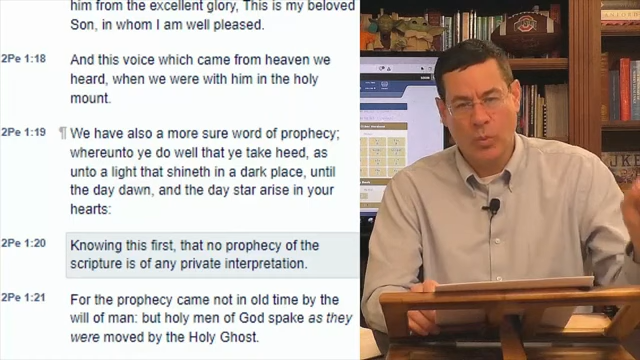 him from the excellent glory, This is my beloved
Son, in whom I am well pleased.
2Pe 1:18 And this voice which came from heaven we
heard, when we were with him in the holy
mount.
2Pe 1:19 ¶ We have also a more sure word of prophecy;
whereunto ye do well that ye take heed, as
unto a light that shineth in a dark place, until
the day dawn, and the day star arise in your
hearts:
2Pe 1:20 Knowing this first, that no prophecy of the
scripture is of any private interpretation.
2Pe 1:21 For the prophecy came not in old time by the
will of man: but holy men of God spake as they
were moved by the Holy Ghost.